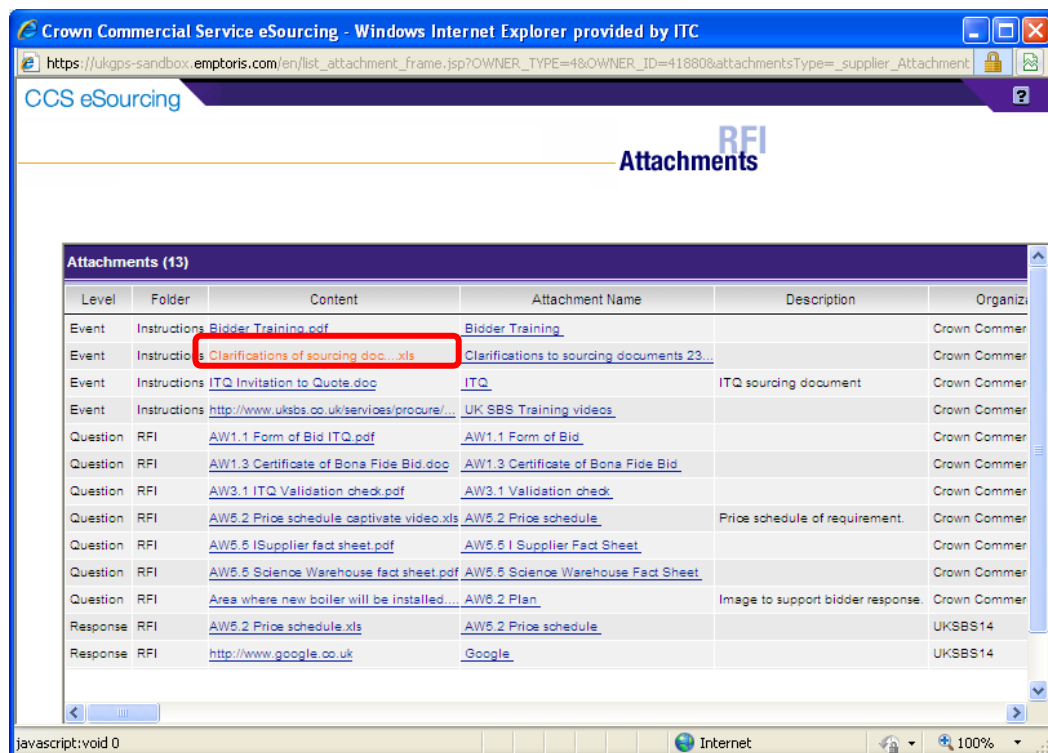 Crown Commercial Service eSourcing - Windows Internet Explorer provided by ITC
https://ukgps-sandbox.emptoris.com/en/list_attachment_frame.jsp?OWNER_TYPE=4&OWNER_ID=41880&attachmentsType=_supplier_Attachment
CCS eSourcing
RFI
Attachments
Attachments (13)
Level Folder Content Attachment Name Description Organiza
Event Instructions Bidder Training.pdf Bidder Training Crown Commer
Event Instructions Clarifications of sourcing doc....xls Clarifications to sourcing documents 23... Crown Commer
Event Instructions ITQ Invitation to Quote.doc ITQ ITQ sourcing document Crown Commer
Event Instructions http://www.uksbs.co.uk/services/procure/... UK SBS Training videos Crown Commer
Question RFI AW1.1 Form of Bid ITQ.pdf AW1.1 Form of Bid Crown Commer
Question RFI AW1.3 Certificate of Bona Fide Bid.doc AW1.3 Certificate of Bona Fide Bid Crown Commer
Question RFI AW3.1 ITQ Validation check.pdf AW3.1 Validation check Crown Commer
Question RFI AW5.2 Price schedule captivate video.xls AW5.2 Price schedule Price schedule of requirement. Crown Commer
Question RFI AW5.5 ISupplier fact sheet.pdf AW5.5 I Supplier Fact Sheet Crown Commer
Question RFI AW5.5 Science Warehouse fact sheet.pdf AW5.5 Science Warehouse Fact Sheet Crown Commer
Question RFI Area where new boiler will be installed.... AW6.2 Plan Image to support bidder response. Crown Commer
Response RFI AW5.2 Price schedule.xls AW5.2 Price schedule UKSBS14
Response RFI http://www.google.co.uk Google UKSBS14
javascript:void 0 Internet 100%